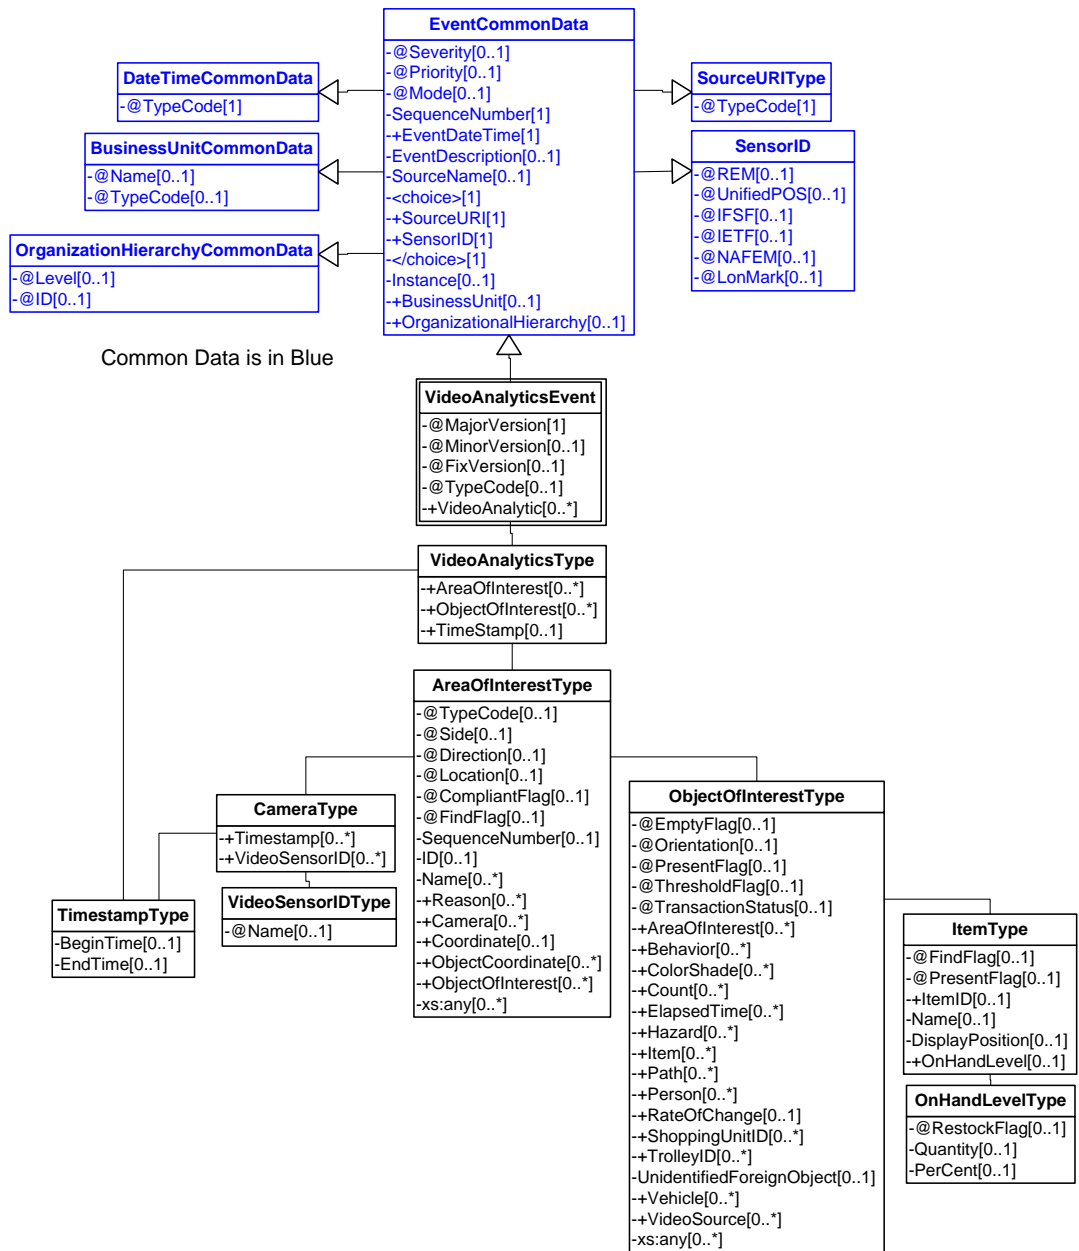 EventCommonData
-@Severity[0..1]
-@Priority[0..1]
-@Mode[0..1]
-SequenceNumber[1]
-+EventDateTime[1]
-EventDescription[0..1]
-SourceName[0..1]
-<choice>[1]
-+SourceURI[1]
-+SensorID[1]
-</choice>[1]
-Instance[0..1]
-+BusinessUnit[0..1]
-+OrganizationalHierarchy[0..1]
DateTimeCommonData
-@TypeCode[1]
BusinessUnitCommonData
-@Name[0..1]
-@TypeCode[0..1]
OrganizationHierarchyCommonData
-@Level[0..1]
-@ID[0..1]
SourceURIType
-@TypeCode[1]
SensorID
-@REM[0..1]
-@UnifiedPOS[0..1]
-@IFSF[0..1]
-@IETF[0..1]
-@NAFEM[0..1]
-@LonMark[0..1]
Common Data is in Blue
VideoAnalyticsEvent
-@MajorVersion[1]
-@MinorVersion[0..1]
-@FixVersion[0..1]
-@TypeCode[0..1]
-+VideoAnalytic[0..*]
VideoAnalyticsType
-+AreaOfInterest[0..*]
-+ObjectOfInterest[0..*]
-+TimeStamp[0..1]
AreaOfInterestType
-@TypeCode[0..1]
-@Side[0..1]
-@Direction[0..1]
-@Location[0..1]
-@CompliantFlag[0..1]
-@FindFlag[0..1]
-SequenceNumber[0..1]
-ID[0..1]
-Name[0..*]
-+Reason[0..*]
-+Camera[0..*]
-+Coordinate[0..1]
-+ObjectCoordinate[0..*]
-+ObjectOfInterest[0..*]
-xs:any[0..*]
CameraType
-+Timestamp[0..*]
-+VideoSensorID[0..*]
VideoSensorIDType
-@Name[0..1]
TimestampType
-BeginTime[0..1]
-EndTime[0..1]
ObjectOfInterestType
-@EmptyFlag[0..1]
-@Orientation[0..1]
-@PresentFlag[0..1]
-@ThresholdFlag[0..1]
-@TransactionStatus[0..1]
-+AreaOfInterest[0..*]
-+Behavior[0..*]
-+ColorShade[0..*]
-+Count[0..*]
-+ElapsedTime[0..*]
-+Hazard[0..*]
-+Item[0..*]
-+Path[0..*]
-+Person[0..*]
-+RateOfChange[0..1]
-+ShoppingUnitID[0..*]
-+TrolleyID[0..*]
-UnidentifiedForeignObject[0..1]
-+Vehicle[0..*]
-+VideoSource[0..*]
-xs:any[0..*]
ItemType
-@FindFlag[0..1]
-@PresentFlag[0..1]
-+ItemID[0..1]
-Name[0..1]
-DisplayPosition[0..1]
-+OnHandLevel[0..1]
OnHandLevelType
-@RestockFlag[0..1]
-Quantity[0..1]
-PerCent[0..1]